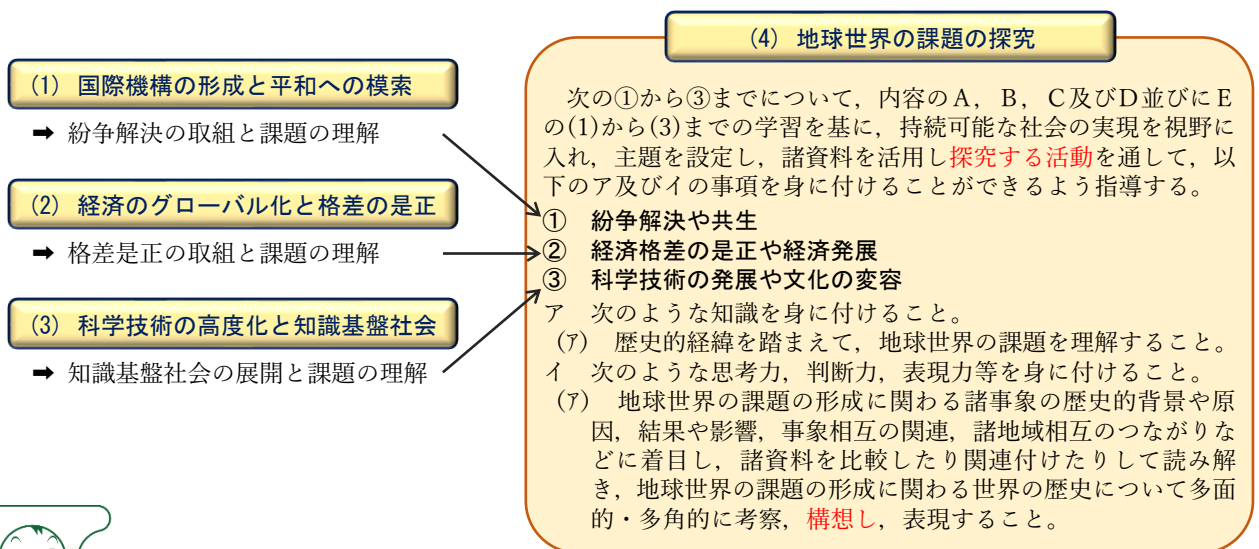 (1) 国際機構の形成と平和への模索
➡ 紛争解決の取組と課題の理解
(2) 経済のグローバル化と格差の是正
➡ 格差是正の取組と課題の理解
(3) 科学技術の高度化と知識基盤社会
➡ 知識基盤社会の展開と課題の理解
(4) 地球世界の課題の探究
次の①から③までについて，内容のＡ，Ｂ，Ｃ及びＤ並びにＥ
の(1)から(3)までの学習を基に，持続可能な社会の実現を視野に
入れ，主題を設定し，諸資料を活用し探究する活動を通して，以
下のア及びイの事項を身に付けることができるよう指導する。
① 紛争解決や共生
② 経済格差の是正や経済発展
③ 科学技術の発展や文化の変容
ア 次のような知識を身に付けること。
(ｱ) 歴史的経緯を踏まえて，地球世界の課題を理解すること。
イ 次のような思考力，判断力，表現力等を身に付けること。
(ｱ) 地球世界の課題の形成に関わる諸事象の歴史的背景や原
因，結果や影響，事象相互の関連，諸地域相互のつながりな
どに着目し，諸資料を比較したり関連付けたりして読み解
き，地球世界の課題の形成に関わる世界の歴史について多面
的・多角的に考察，構想し，表現すること。